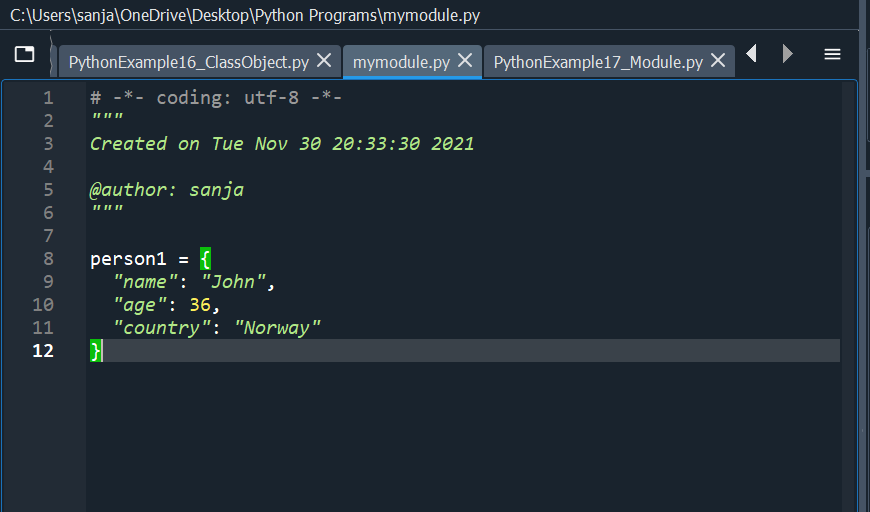 C:\Users\sanja\OneDrive\Desktop\Python Programs\mymodule.py
PythonExample16_ClassObject.py mymodule.py PythonExample17_Module.py
1 # -*- coding: utf-8 -*-
2 """
3 Created on Tue Nov 30 20:33:30 2021
4
5 @author: sanja
6 """
7
8 person1 = {
9 "name": "John",
10 "age": 36,
11 "country": "Norway"
12 }